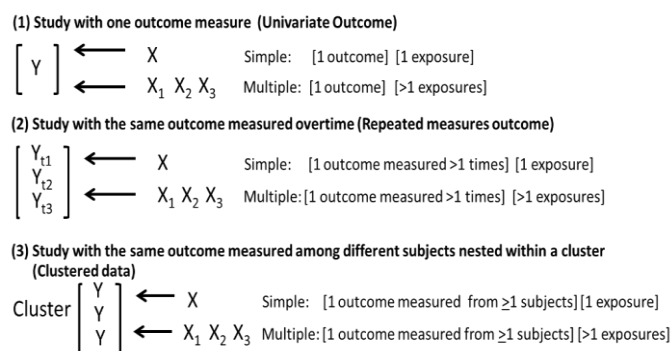 (1) Study with one outcome measure (Univariate Outcome)
[ Y ] ← X Simple: [1 outcome] [1 exposure]
← X1 X2 X3 Multiple: [1 outcome] [>1 exposures]
(2) Study with the same outcome measured overtime (Repeated measures outcome)
Yt1 ← X Simple: [1 outcome measured >1 times] [1 exposure]
Yt2
Yt3 ← X1 X2 X3 Multiple: [1 outcome measured >1 times] [>1 exposures]
(3) Study with the same outcome measured among different subjects nested within a cluster
(Clustered data)
Y ← X Simple: [1 outcome measured from ≥1 subjects] [1 exposure]
Cluster Y
Y ← X1 X2 X3 Multiple: [1 outcome measured from ≥1 subjects] [>1 exposures]